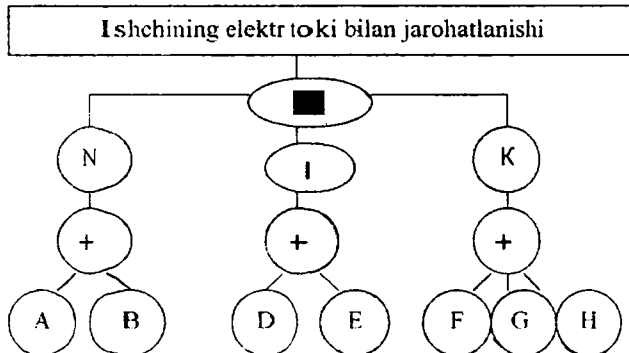 Ishchining elektr toki bilan jarohatlanishi
N I K
+ + +
A B D E F G H